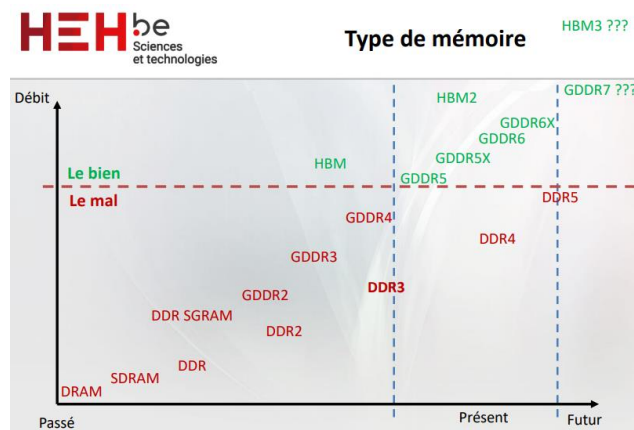 HEH.be
Sciences
et technologies
Type de mémoire
HBM3 ???
Débit
HBM2
GDDR7 ???
GDDR6X
GDDR6
HBM
GDDR5X
Le bien
GDDR5
Le mal
DDR5
GDDR4
DDR4
GDDR3
DDR3
GDDR2
DDR SGRAM
DDR2
DDR
SDRAM
DRAM
Passé
Présent
Futur